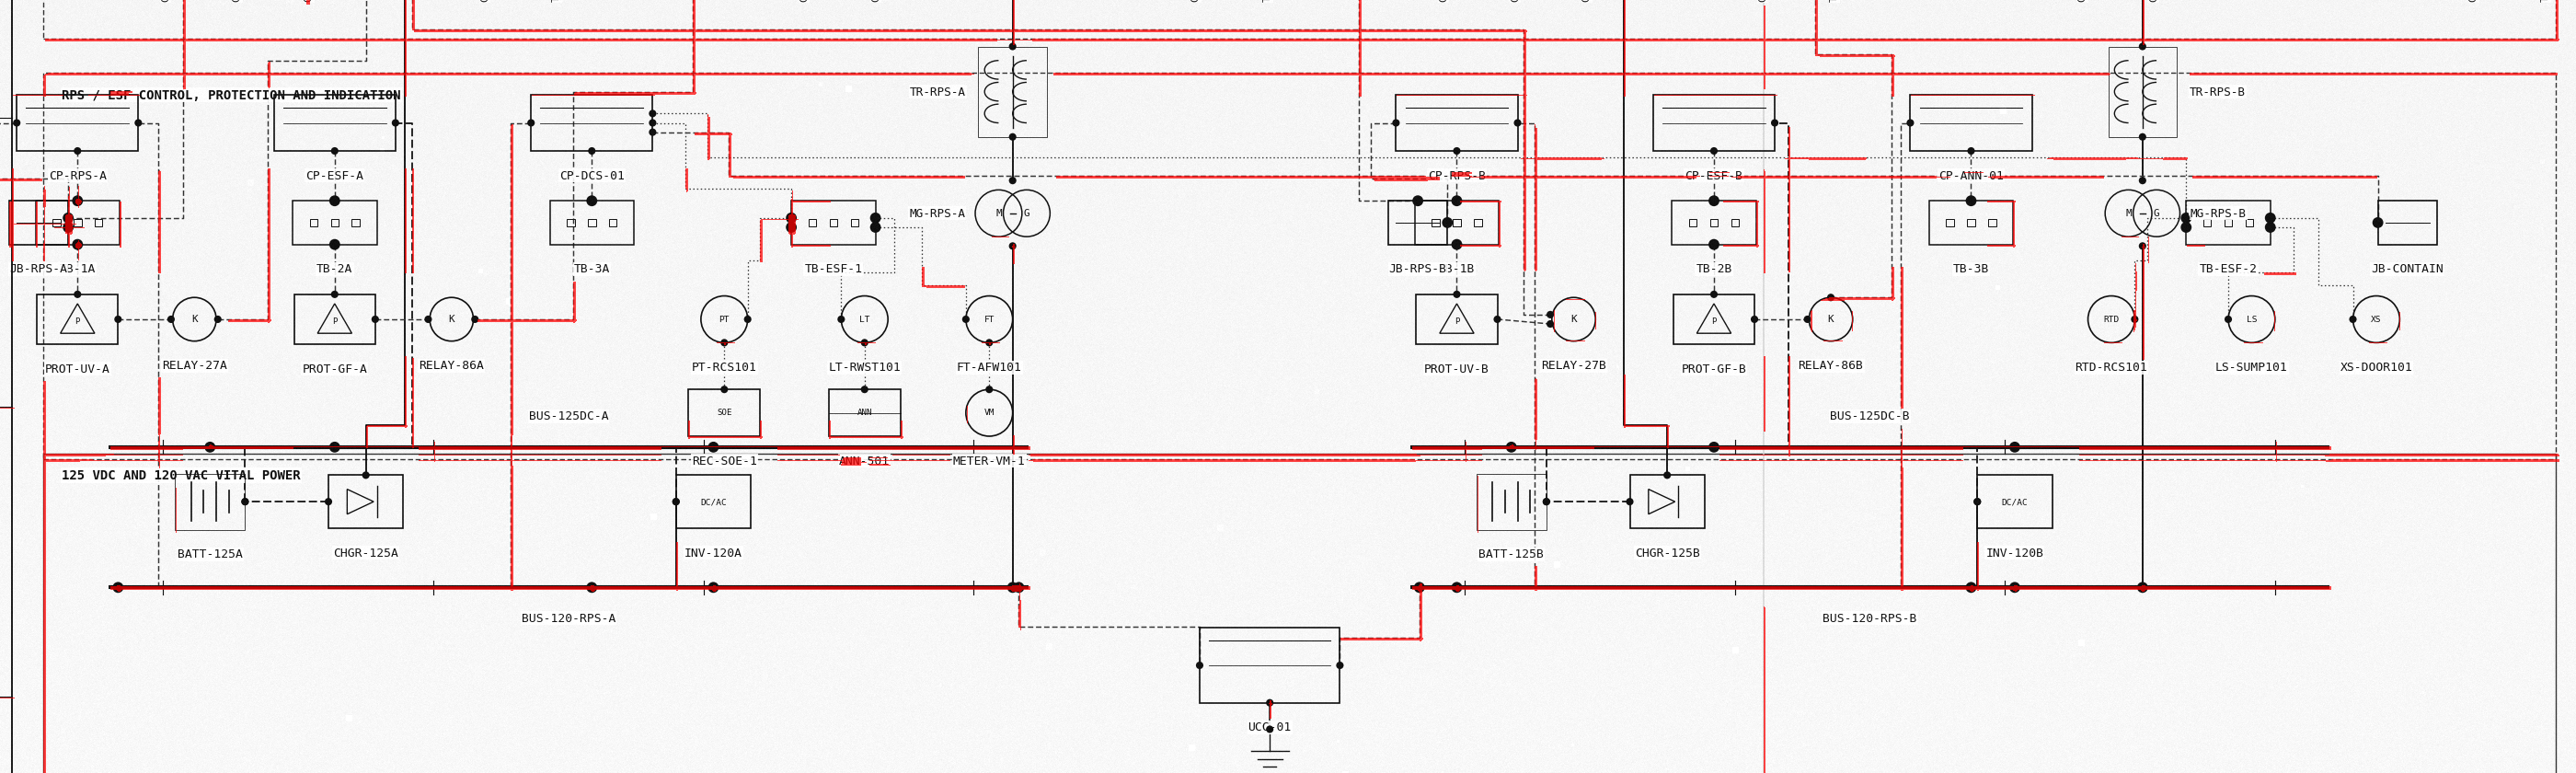 TR-RPS-A
TR-RPS-B
RPS / ESF CONTROL, PROTECTION AND INDICATION
CP-RPS-A
CP-ESF-A
CP-DCS-01
CP-RPS-B
CP-ESF-B
CP-ANN-01
MG-RPS-A
M
G
M
G
MG-RPS-B
JB-RPS-A
TB-2A
TB-3A
TB-ESF-1
JB-RPS-B
TB-2B
TB-3B
TB-ESF-2
JB-CONTAIN
P
K
P
K
PT
LT
FT
P
K
P
K
RTD
LS
XS
PROT-UV-A
RELAY-27A
PROT-GF-A
RELAY-86A
PT-RCS101
LT-RWST101
FT-AFW101
PROT-UV-B
RELAY-27B
PROT-GF-B
RELAY-86B
RTD-RCS101
LS-SUMP101
XS-DOOR101
BUS-125DC-A
SOE
ANN
VM
BUS-125DC-B
REC-SOE-1
ANN-501
METER-VM-1
125 VDC AND 120 VAC VITAL POWER
DC/AC
DC/AC
BATT-125A
CHGR-125A
INV-120A
BATT-125B
CHGR-125B
INV-120B
BUS-120-RPS-A
BUS-120-RPS-B
UCC-01